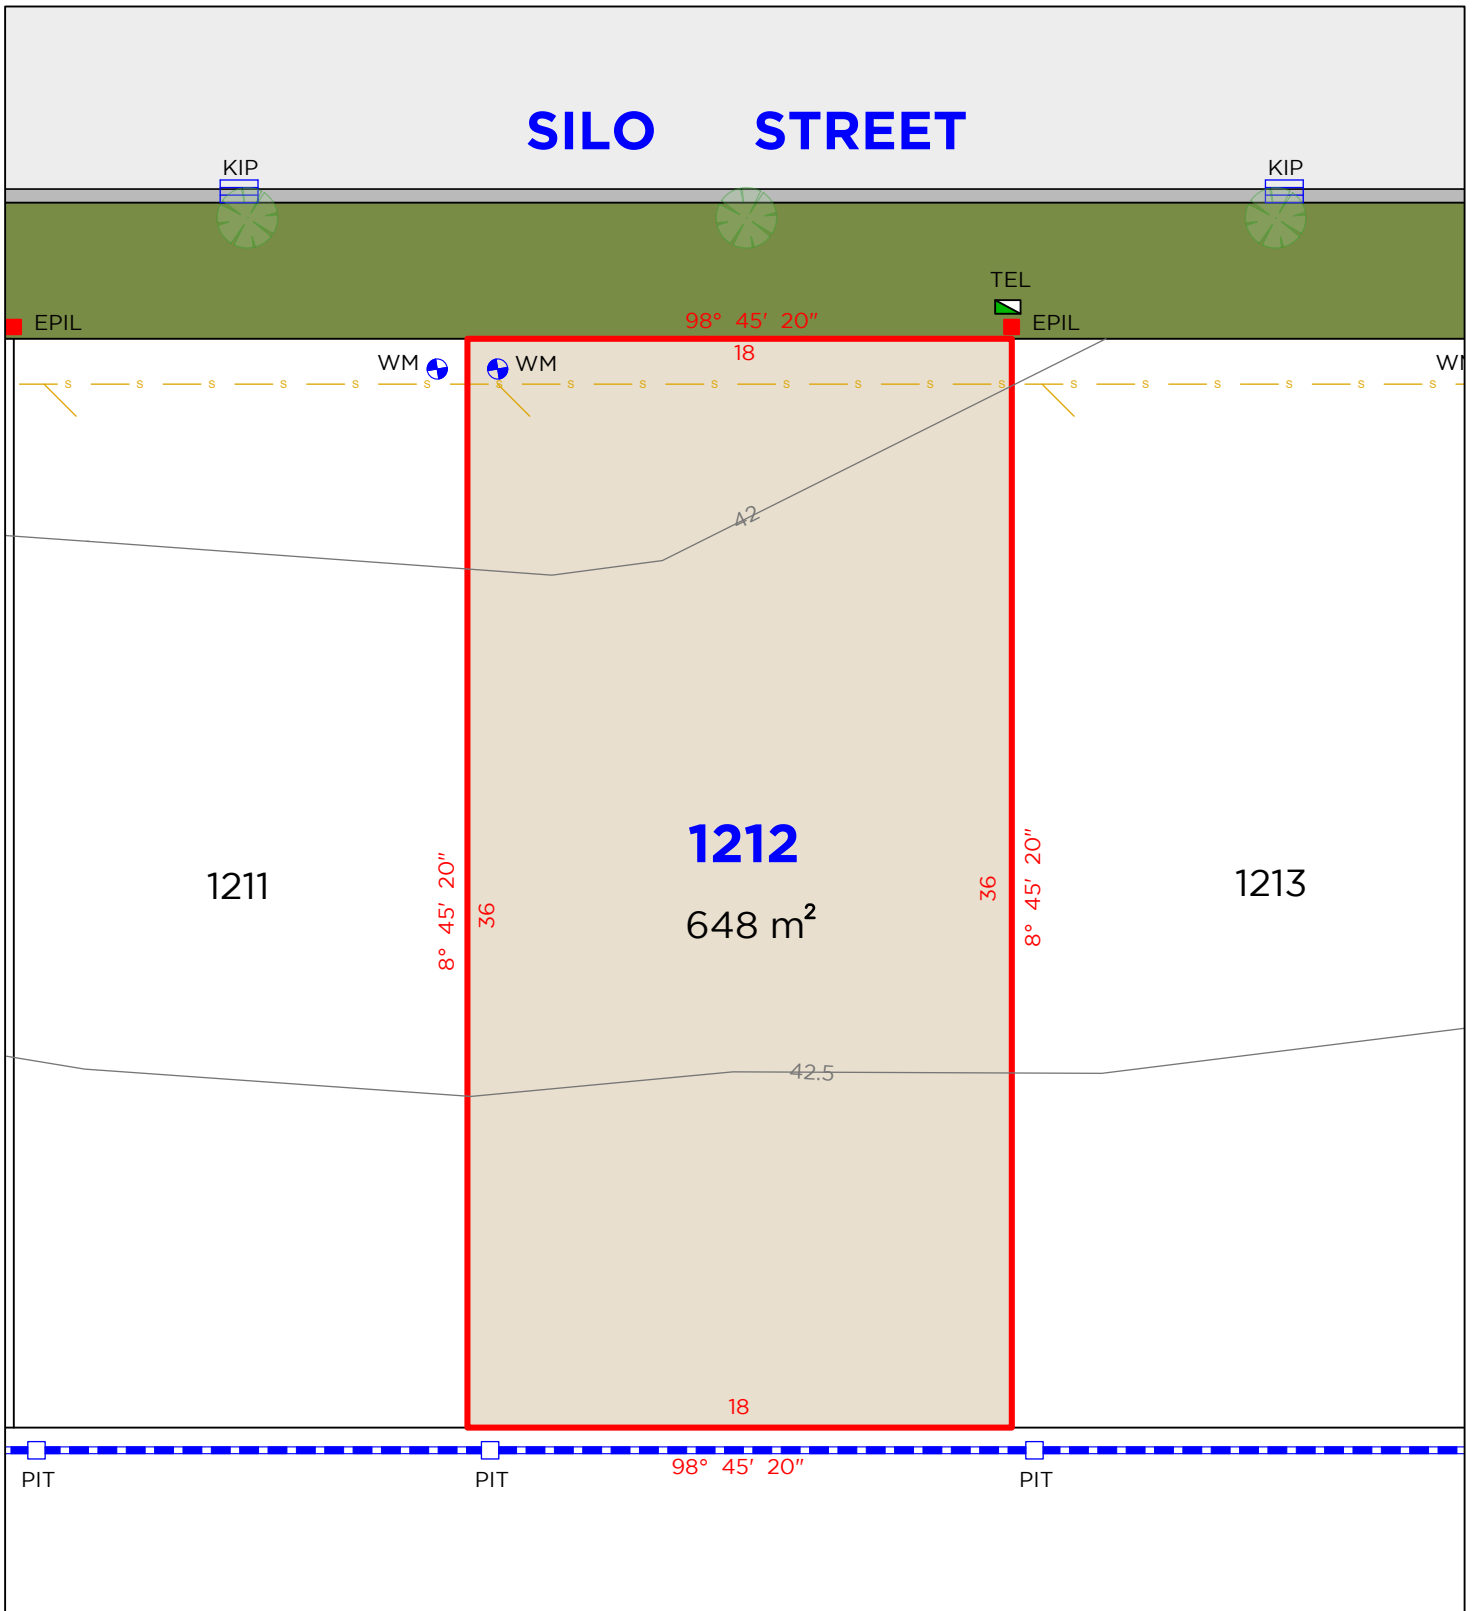 SILO STREET
KIP
KIP
TEL
EPIL
98° 45' 20"
EPIL
18
WM
WM
S S S S S S S S S S S S S S S S S S S S
42
1212
1211
1213
648 m²
8° 45' 20"
36
36
8° 45' 20"
42.5
18
98° 45' 20"
PIT
PIT
PIT